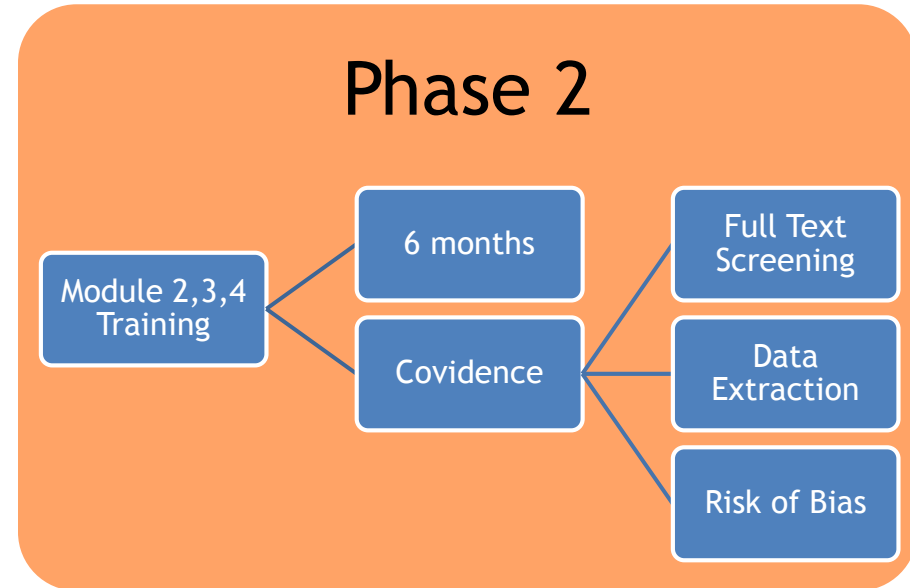 Phase 2
Module 2,3,4
Training
6 months
Covidence
Full Text
Screening
Data
Extraction
Risk of Bias